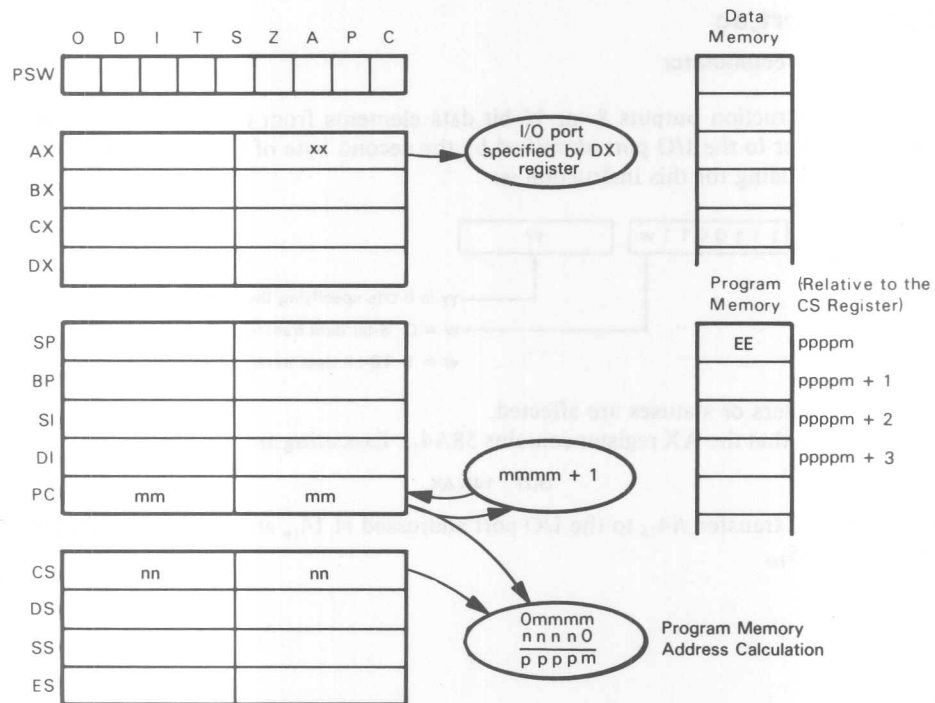 Data
Memory
O D I T S Z A P C
PSW
AX xx
I/O port
specified by DX
register
BX
CX
DX
Program (Relative to the
Memory CS Register)
SP
EE ppppm
BP
ppppm + 1
SI
ppppm + 2
DI
ppppm + 3
PC mm mm
mmmm + 1
CS nn nn
DS
SS
ES
0mmmm
nnnn0
ppppm
Program Memory
Address Calculation